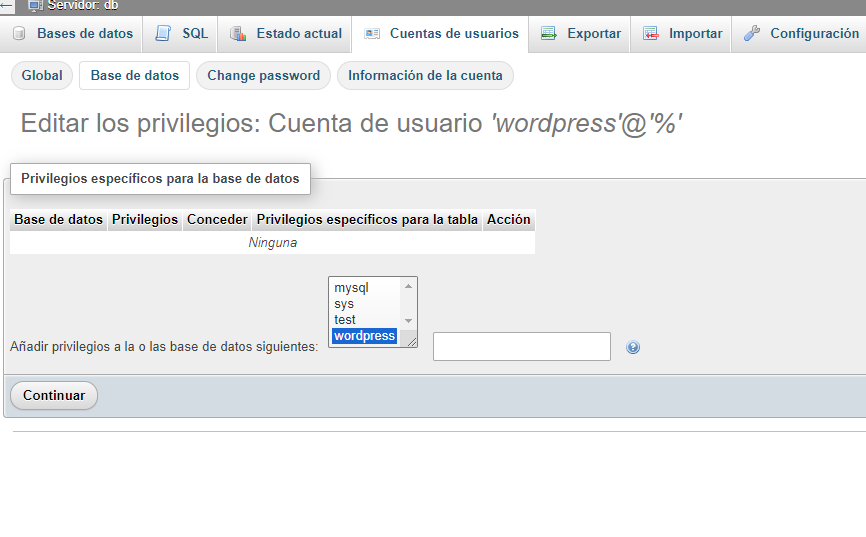 Servidor: db
Bases de datos SQL Estado actual Cuentas de usuarios Exportar Importar Configuración
Global Base de datos Change password Información de la cuenta
Editar los privilegios: Cuenta de usuario 'wordpress'@'%'
Privilegios específicos para la base de datos
Base de datos Privilegios Conceder Privilegios específicos para la tabla Acción
Ninguna
mysql
sys
test
wordpress
Añadir privilegios a la o las base de datos siguientes:
Continuar